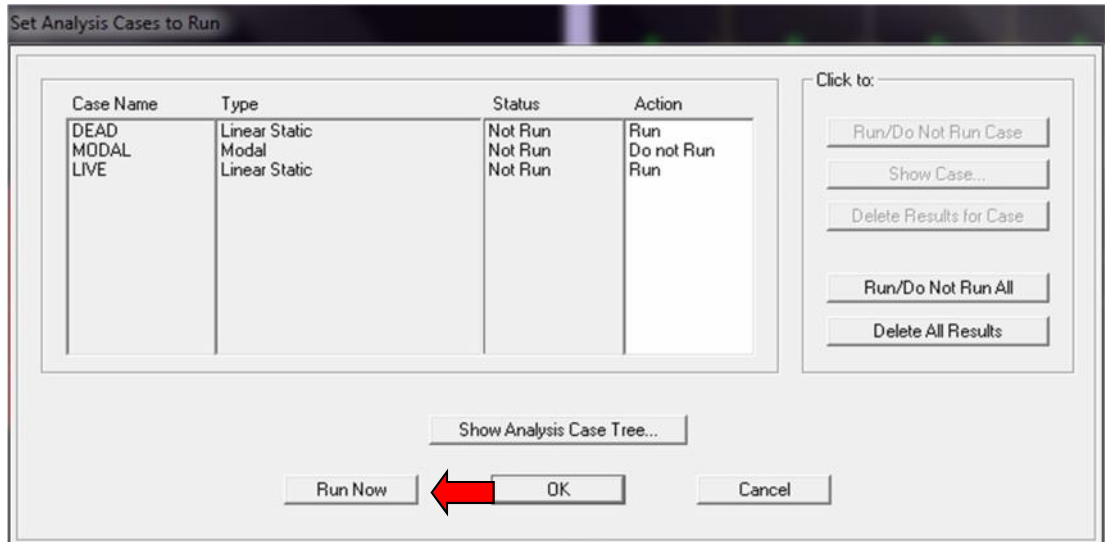 Set Analysis Cases to Run
Click to:
Case Name Type Status Action
DEAD Linear Static Not Run Run
MODAL Modal Not Run Do not Run
LIVE Linear Static Not Run Run
Run/Do Not Run Case
Show Case...
Delete Results for Case
Run/Do Not Run All
Delete All Results
Show Analysis Case Tree...
Run Now OK Cancel